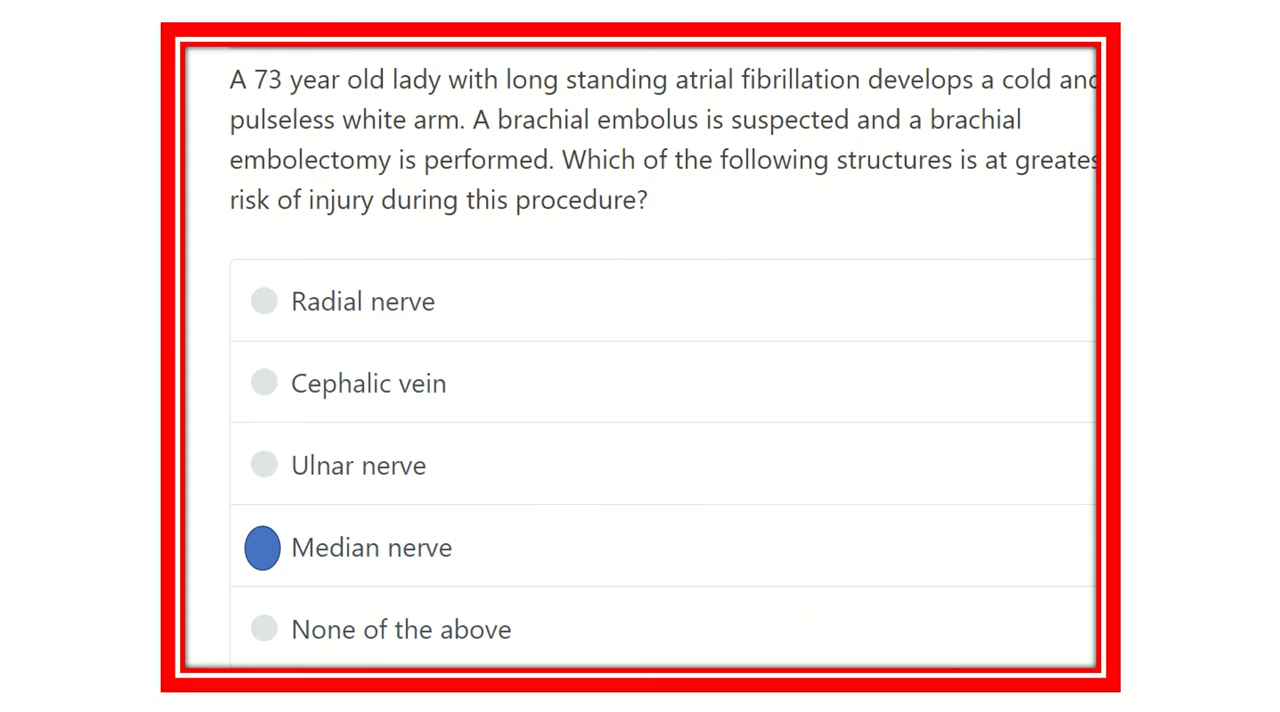 A 73 year old lady with long standing atrial fibrillation develops a cold and
pulseless white arm. A brachial embolus is suspected and a brachial
embolectomy is performed. Which of the following structures is at greates
risk of injury during this procedure?
Radial nerve
Cephalic vein
Ulnar nerve
Median nerve
None of the above